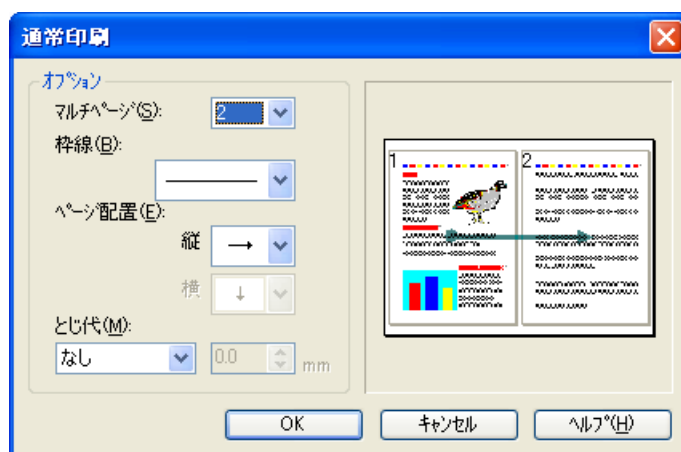 通常印刷
オプション
マルチページ(S):
2
枠線(B):
ページ配置(E):
縦
→
横
↓
とじ代(M):
なし
0.0
mm
1
2
OK
キャンセル
ヘルプ(H)